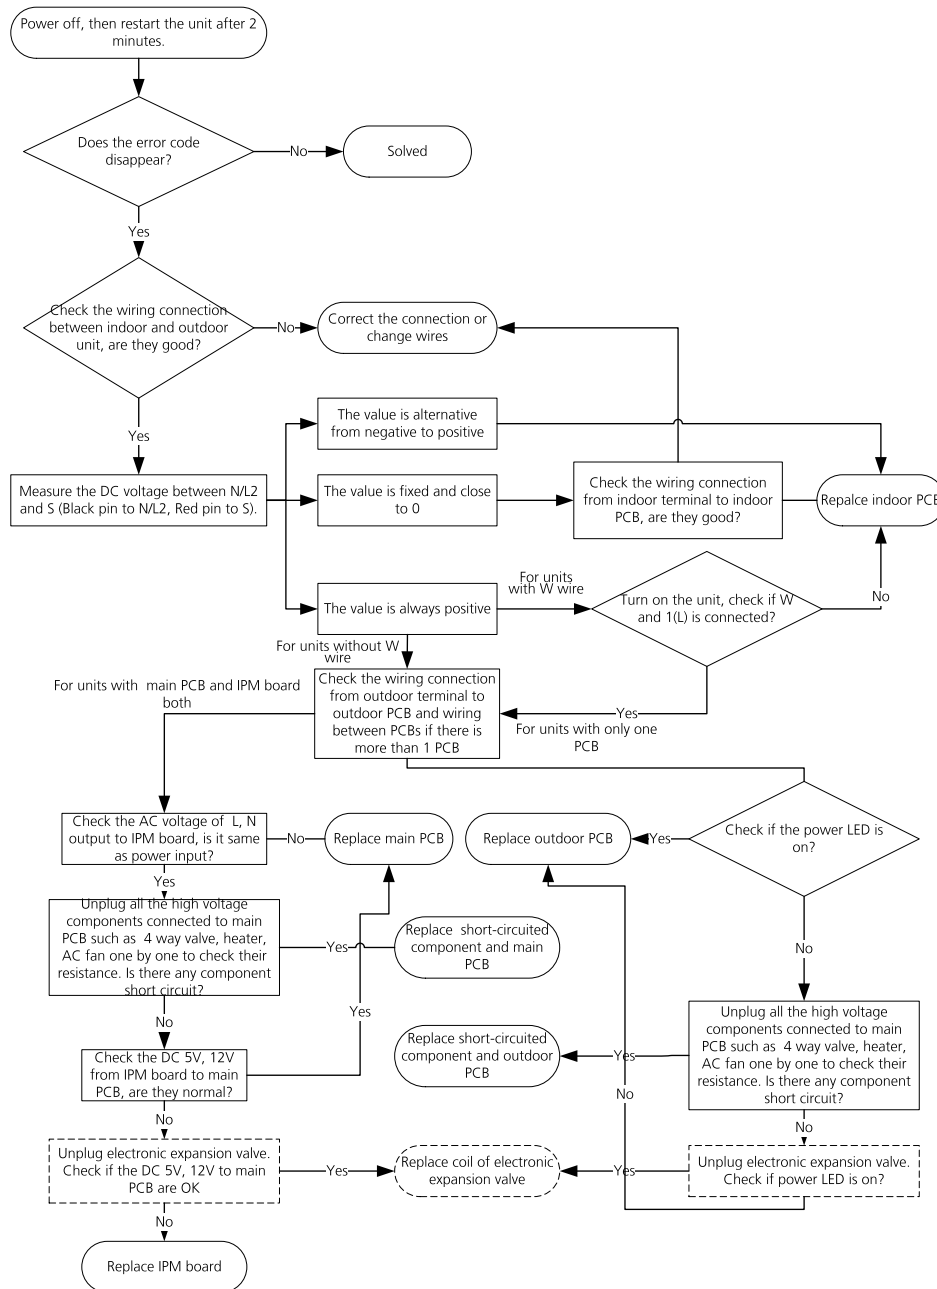 Power off, then restart the unit after 2
minutes.
Does the error code
disappear?
No
Solved
Yes
Check the wiring connection
between indoor and outdoor
unit, are they good?
No
Correct the connection or
change wires
Yes
The value is alternative
from negative to positive
Measure the DC voltage between N/L2
and S (Black pin to N/L2, Red pin to S).
The value is fixed and close
to 0
Check the wiring connection
from indoor terminal to indoor
PCB, are they good?
Repalce indoor PCB
The value is always positive
For units
with W wire
Turn on the unit, check if W
and 1(L) is connected?
No
For units without W
wire
Check the wiring connection
from outdoor terminal to
outdoor PCB and wiring
between PCBs if there is
more than 1 PCB
For units with  main PCB and IPM board
both
Yes
For units with only one
PCB
Check the AC voltage of  L, N
output to IPM board, is it same
as power input?
No
Replace main PCB
Replace outdoor PCB
Yes
Check if the power LED is
on?
Yes
Unplug all the high voltage
components connected to main
PCB such as  4 way valve, heater,
AC fan one by one to check their
resistance. Is there any component
short circuit?
Yes
Replace  short-circuited
component and main
PCB
No
No
Yes
Check the DC 5V, 12V
from IPM board to main
PCB, are they normal?
Replace short-circuited
component and outdoor
PCB
Yes
Unplug all the high voltage
components connected to main
PCB such as  4 way valve, heater,
AC fan one by one to check their
resistance. Is there any component
short circuit?
No
No
No
Unplug electronic expansion valve.
Check if the DC 5V, 12V to main
PCB are OK
Yes
Replace coil of electronic
expansion valve
Yes
Unplug electronic expansion valve.
Check if power LED is on?
No
Replace IPM board